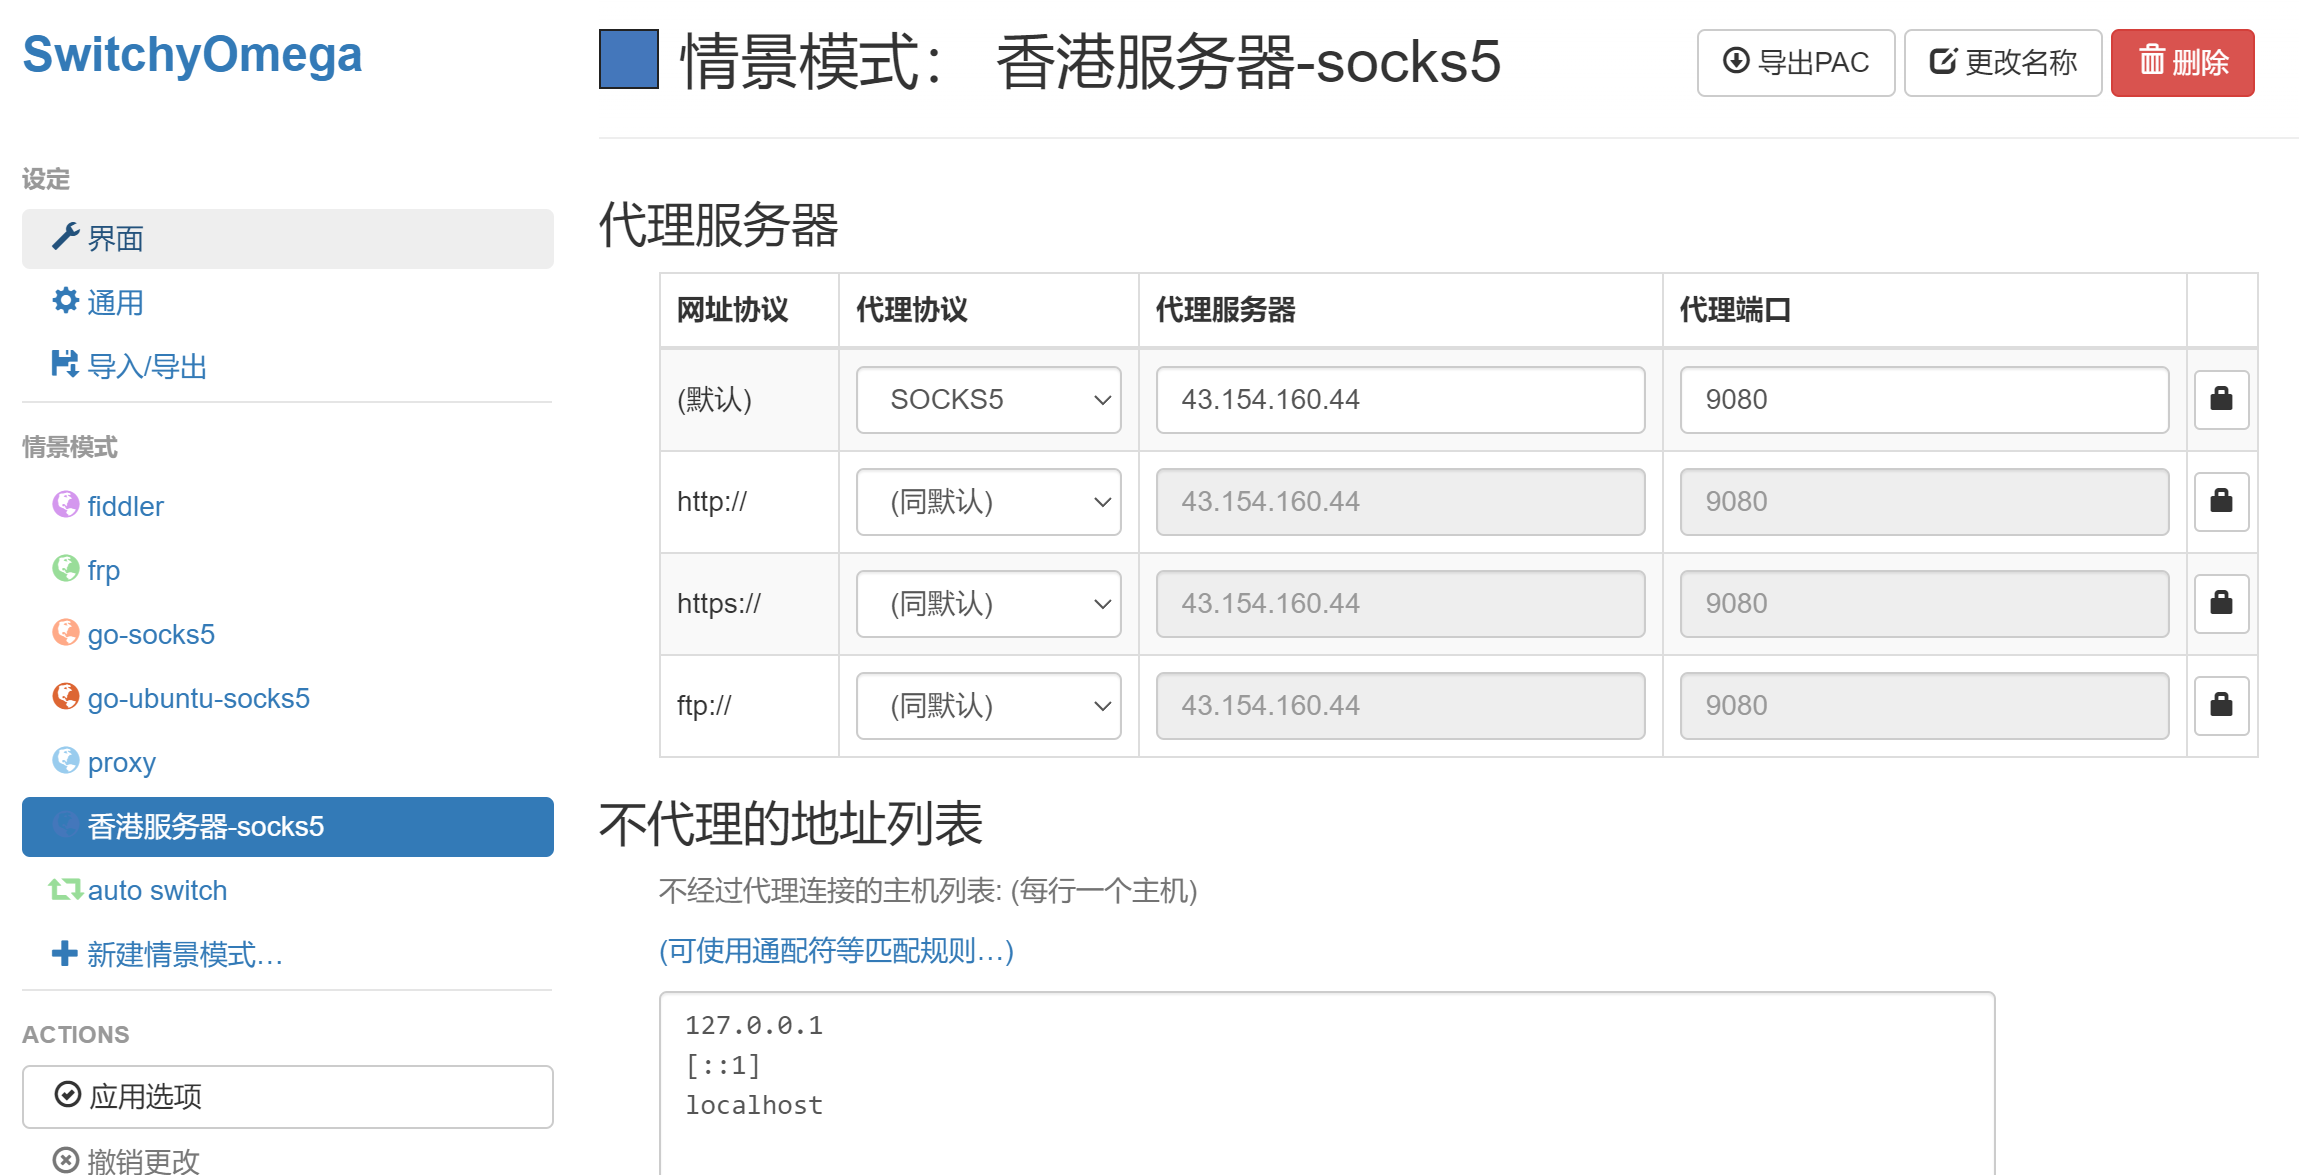 SwitchyOmega
设定
界面
通用
导入/导出
情景模式
fiddler
frp
go-socks5
go-ubuntu-socks5
proxy
香港服务器-socks5
auto switch
新建情景模式…
ACTIONS
应用选项
撤销更改
情景模式： 香港服务器-socks5
导出PAC
更改名称
删除
代理服务器
网址协议 代理协议 代理服务器 代理端口
(默认) SOCKS5 43.154.160.44 9080
http:// (同默认) 43.154.160.44 9080
https:// (同默认) 43.154.160.44 9080
ftp:// (同默认) 43.154.160.44 9080
不代理的地址列表
不经过代理连接的主机列表: (每行一个主机)
(可使用通配符等匹配规则…)
127.0.0.1
[::1]
localhost